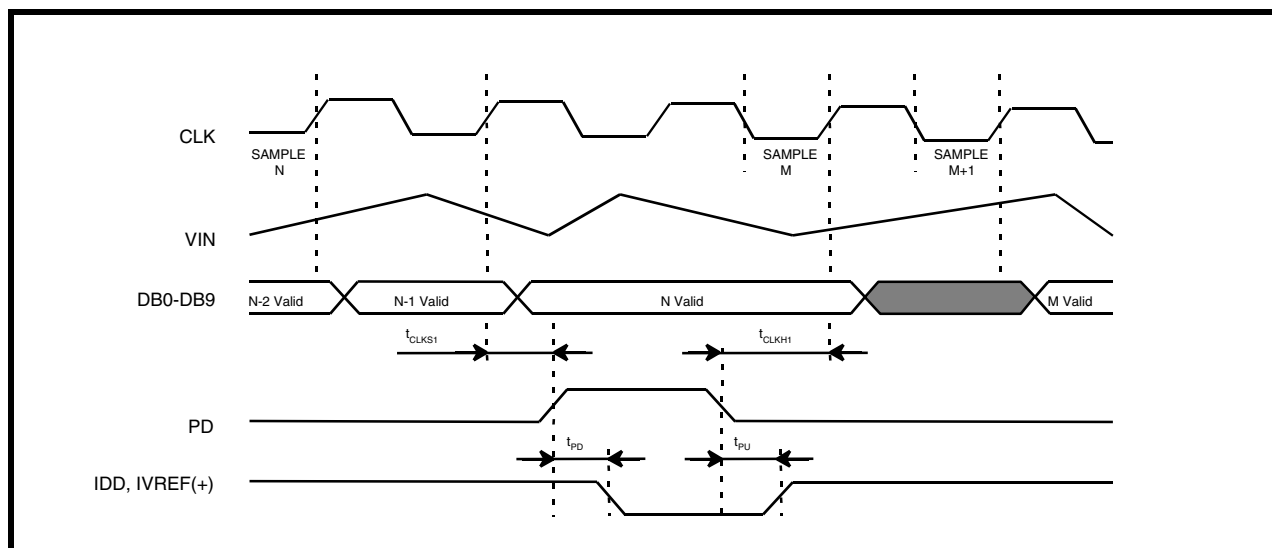 CLK
SAMPLE
N
SAMPLE
M
SAMPLE
M+1
VIN
DB0-DB9
N-2 Valid
N-1 Valid
N Valid
M Valid
tCLKS1
tCLKH1
PD
tPD
tPU
IDD, IVREF(+)